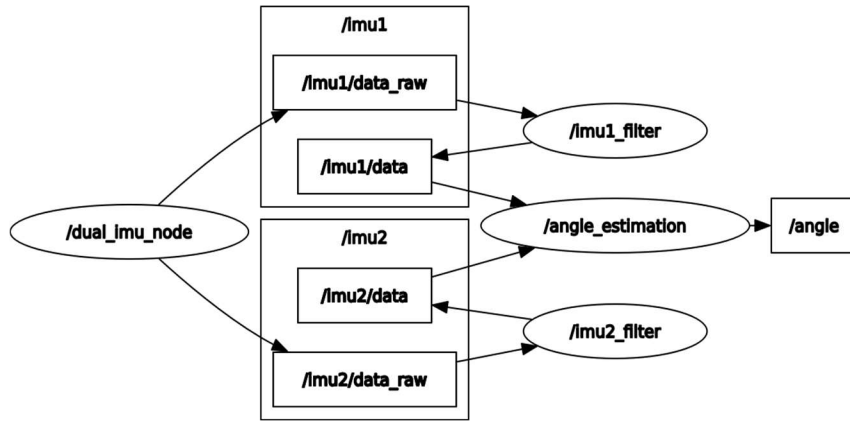 /imu1
/imu1/data_raw
/imu1_filter
/imu1/data
/dual_imu_node
/angle_estimation
/angle
/imu2
/imu2/data
/imu2_filter
/imu2/data_raw